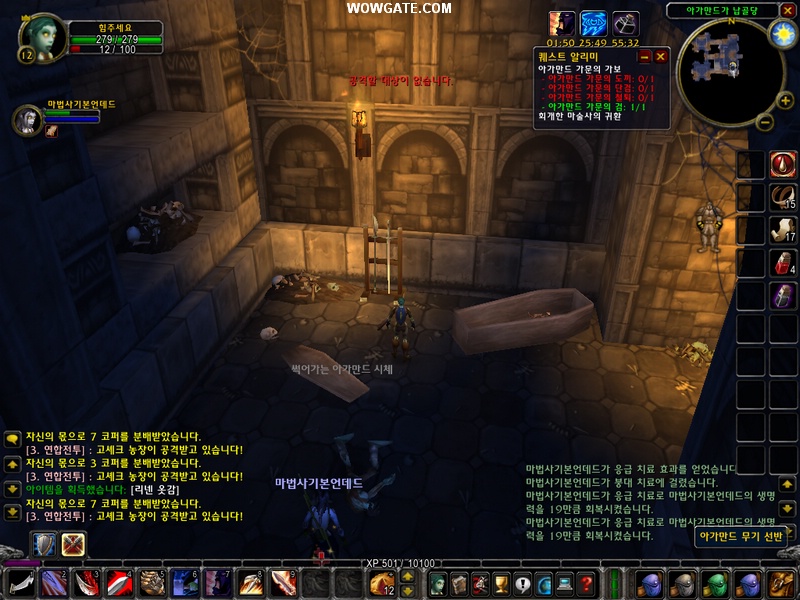 WOWGATE.COM
힘주세요
279 / 279
12 / 100
12
마법사기본언데드
01:50 25:49 55:32
아가만드가 납골당
N
퀘스트 알리미
아가만드 가문의 가보
- 아가만드 가문의 도끼: 0/1
- 아가만드 가문의 단검: 0/1
- 아가만드 가문의 철퇴: 0/1
- 아가만드 가문의 검: 1/1
회개한 마술사의 귀환
공격할 대상이 없습니다.
15
17
4
썩어가는 아가만드 시체
마법사기본언데드
자신의 몫으로 7 코퍼를 분배받았습니다.
[3. 연합전투] : 고세크 농장이 공격받고 있습니다!
자신의 몫으로 3 코퍼를 분배받았습니다.
[3. 연합전투] : 고세크 농장이 공격받고 있습니다!
아이템을 획득했습니다: [리넨 옷감]
자신의 몫으로 7 코퍼를 분배받았습니다.
[3. 연합전투] : 고세크 농장이 공격받고 있습니다!
마법사기본언데드가 응급 치료 효과를 얻었습니다.
마법사기본언데드가 붕대 치료에 걸렸습니다.
마법사기본언데드가 응급 치료로 마법사기본언데드의 생명
력을 19만큼 회복시켰습니다.
마법사기본언데드가 응급 치료로 마법사기본언데드의 생명
력을 19만큼 회복시켰습니다.
아가만드 무기 선반
XP 501 / 10100
2 3 4 5 6 7 8 9
12